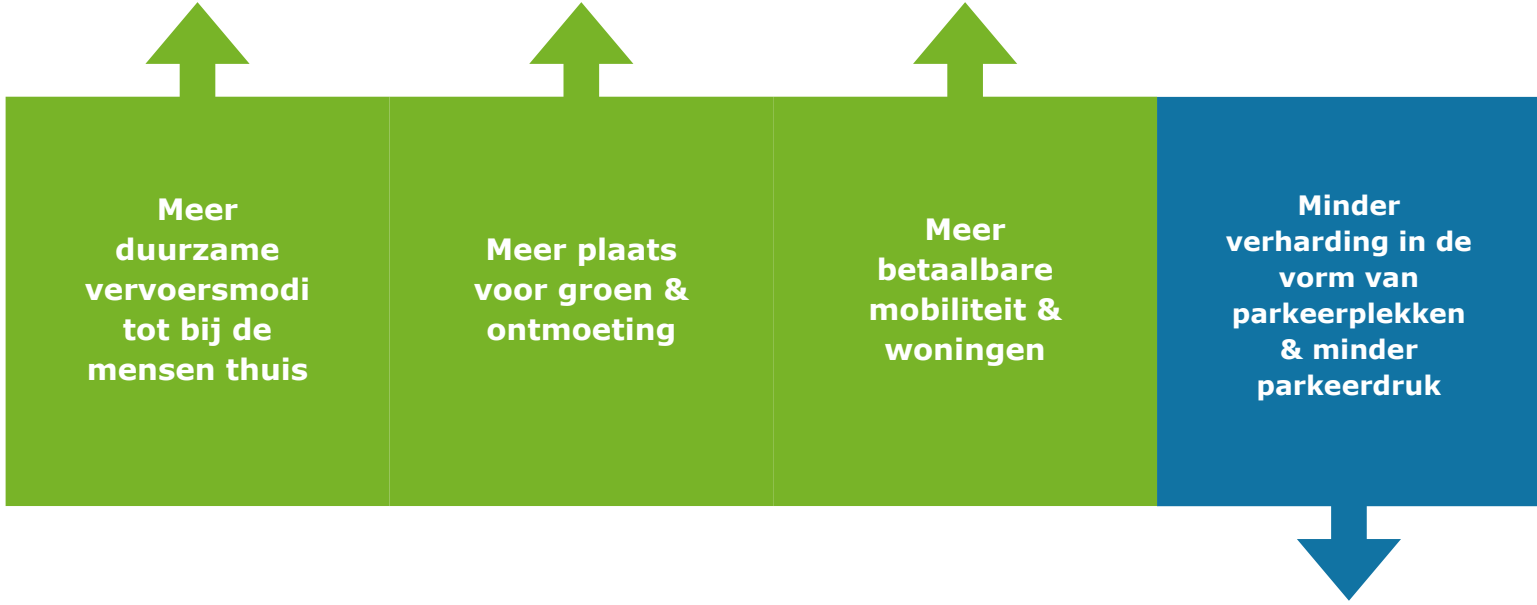 Meer
duurzame
vervoersmodi
tot bij de
mensen thuis
Meer plaats
voor groen &
ontmoeting
Meer
betaalbare
mobiliteit &
woningen
Minder
verharding in de
vorm van
parkeerplekken
& minder
parkeerdruk